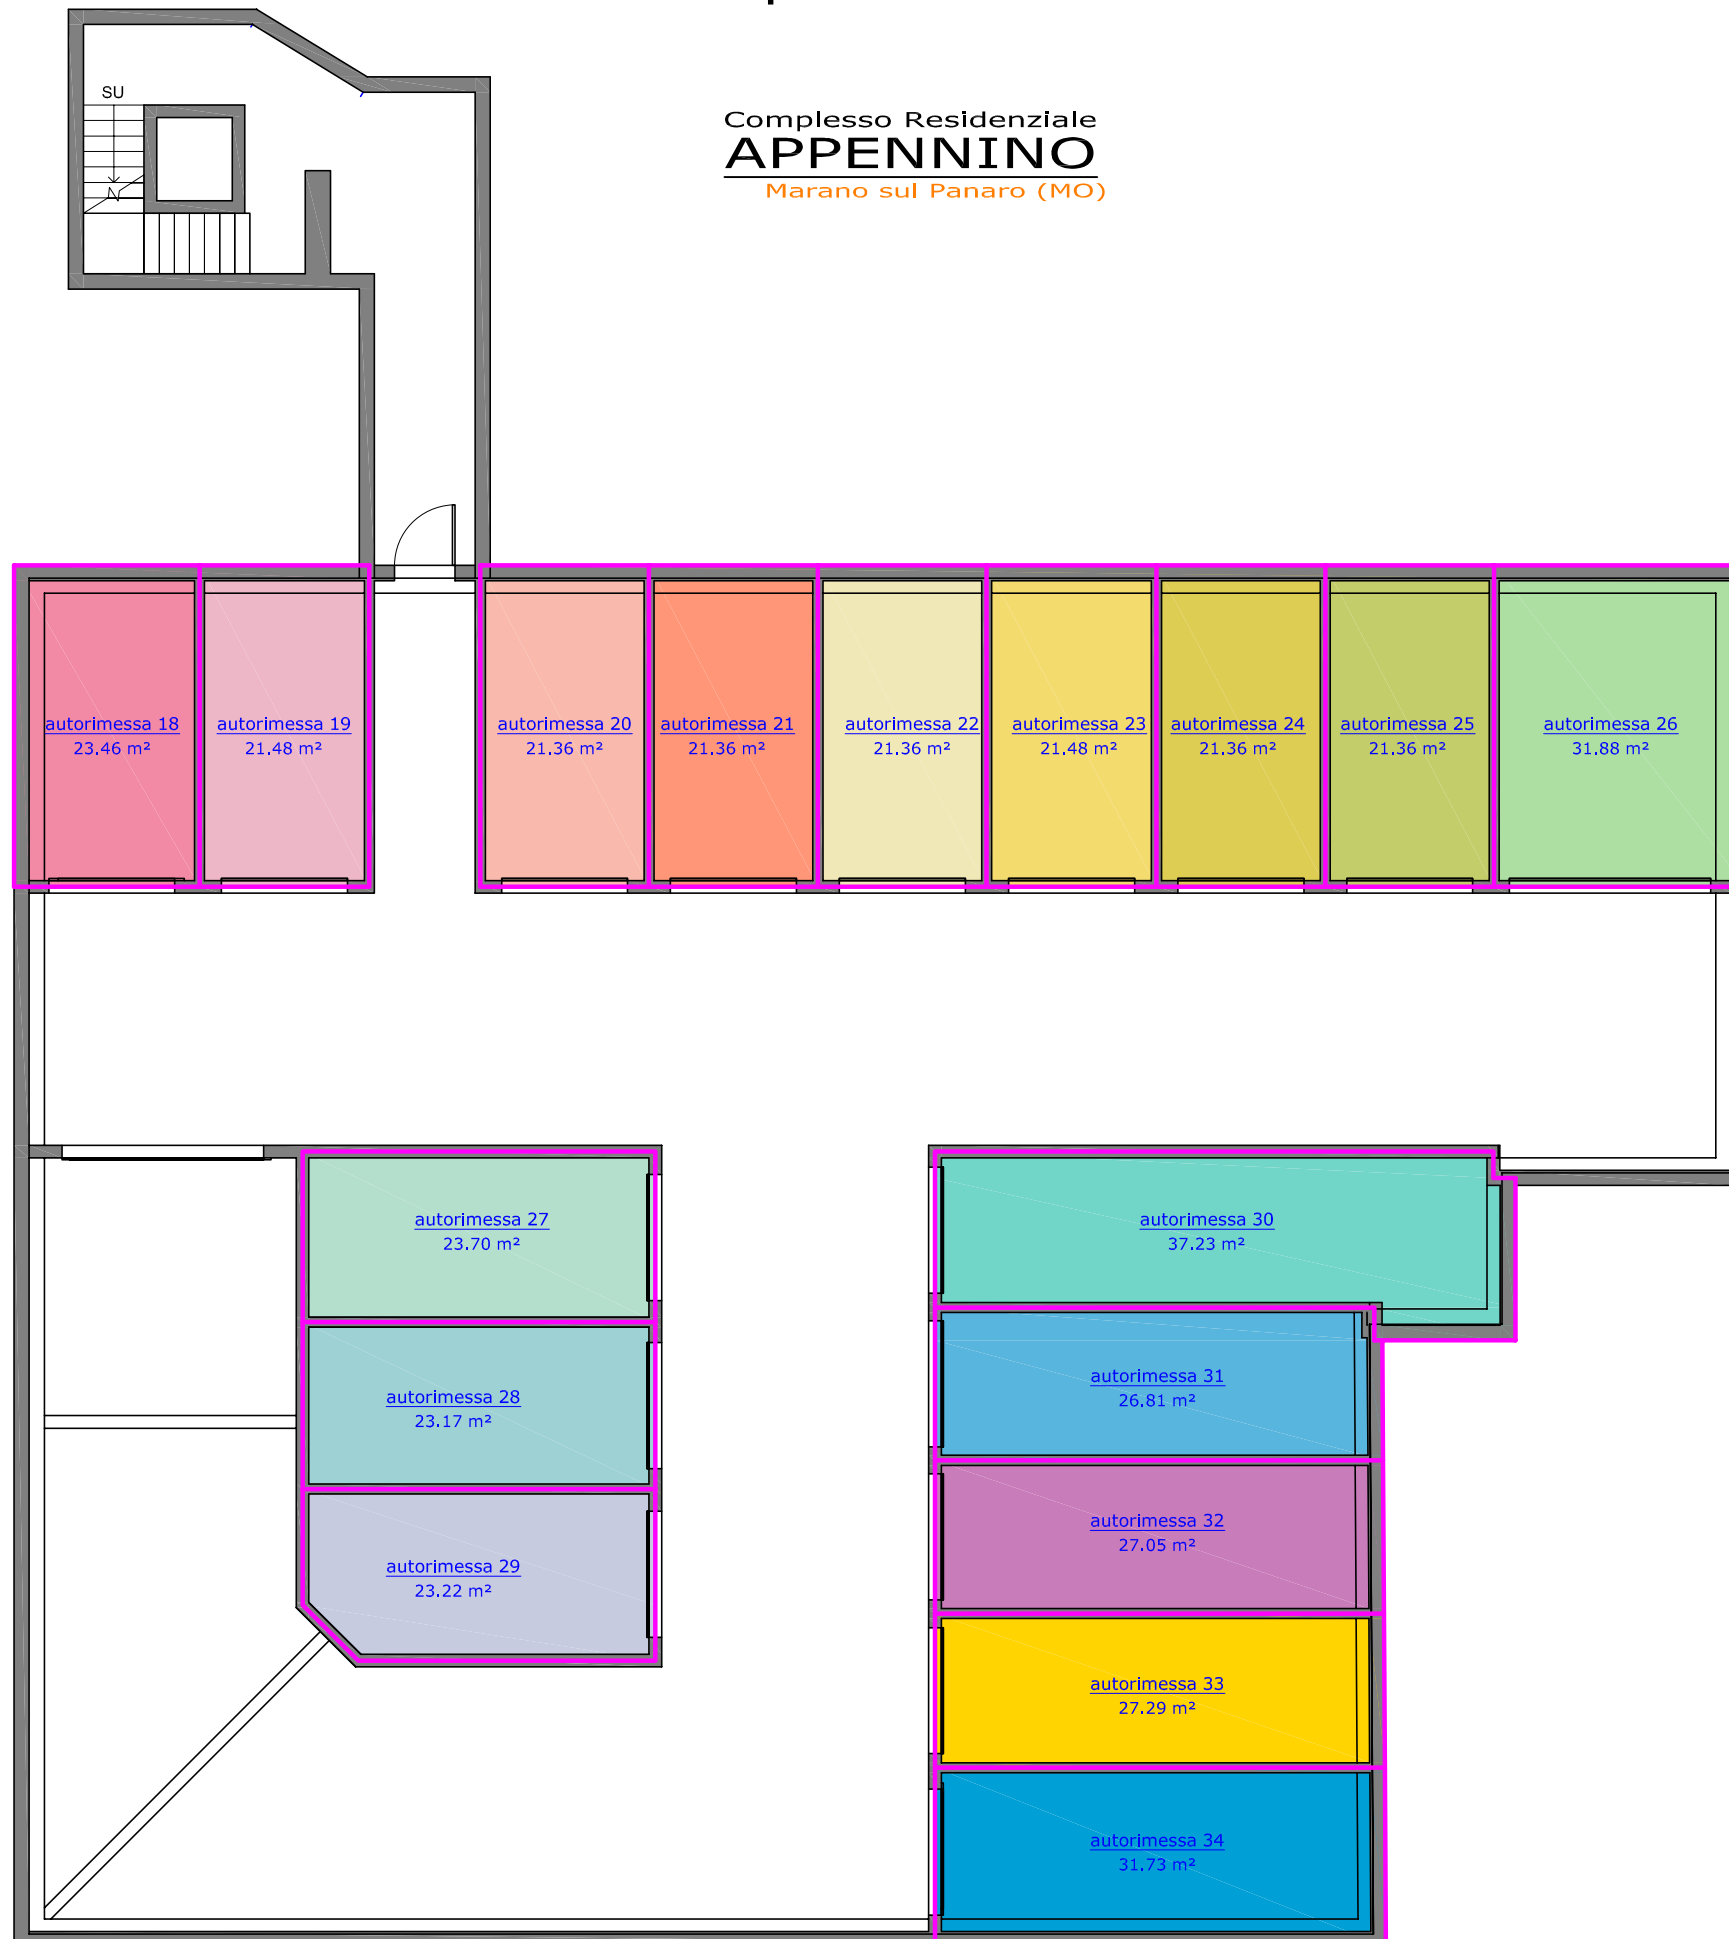 SU
Complesso Residenziale
APPENNINO
Marano sul Panaro (MO)
autorimessa 18
23.46 m²
autorimessa 19
21.48 m²
autorimessa 20
21.36 m²
autorimessa 21
21.36 m²
autorimessa 22
21.36 m²
autorimessa 23
21.48 m²
autorimessa 24
21.36 m²
autorimessa 25
21.36 m²
autorimessa 26
31.88 m²
autorimessa 27
23.70 m²
autorimessa 28
23.17 m²
autorimessa 29
23.22 m²
autorimessa 30
37.23 m²
autorimessa 31
26.81 m²
autorimessa 32
27.05 m²
autorimessa 33
27.29 m²
autorimessa 34
31.73 m²